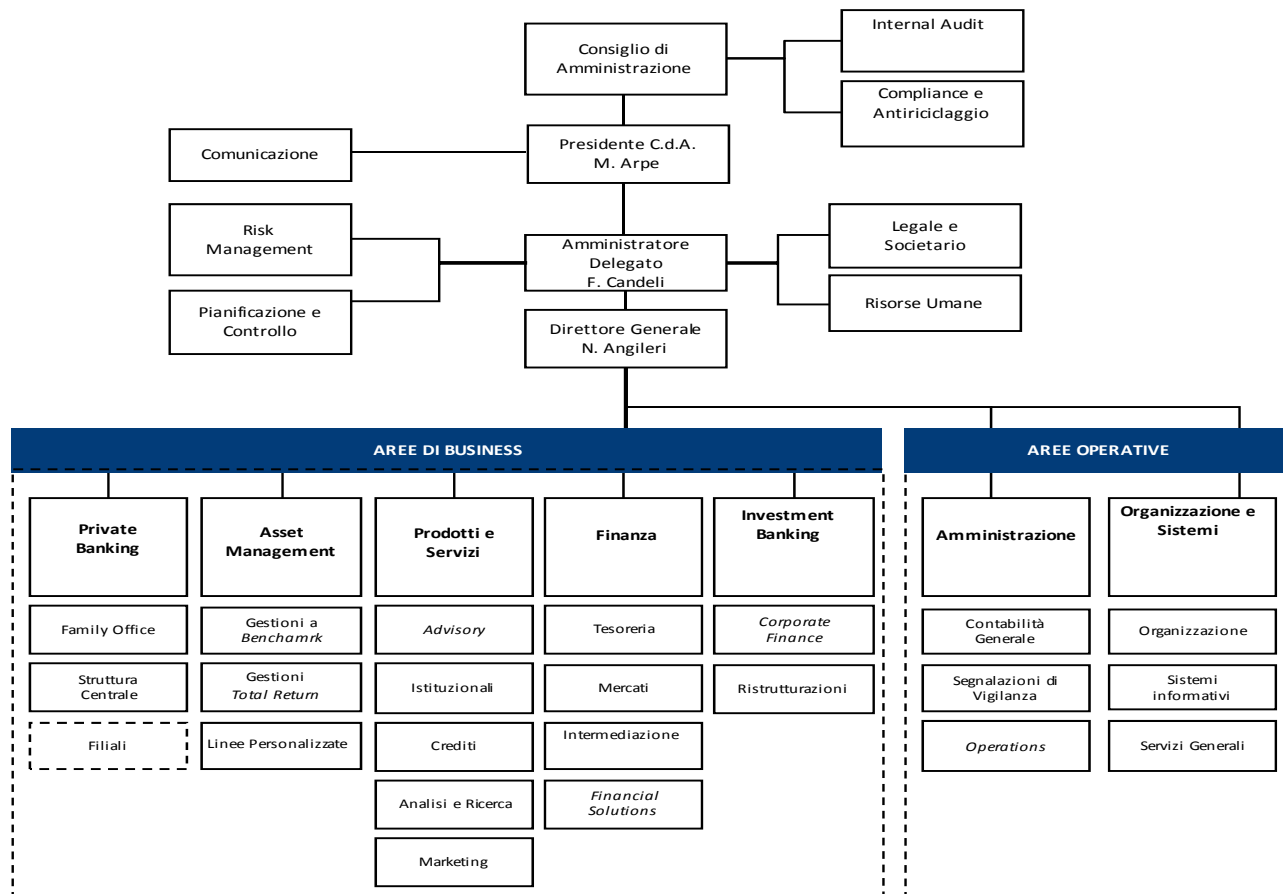 Consiglio di
Amministrazione
Internal Audit
Compliance e
Antiriciclaggio
Comunicazione
Presidente C.d.A.
M. Arpe
Risk
Management
Pianificazione e
Controllo
Amministratore
Delegato
F. Candeli
Legale e
Societario
Risorse Umane
Direttore Generale
N. Angileri
AREE DI BUSINESS
AREE OPERATIVE
Private
Banking
Family Office
Struttura
Centrale
Filiali
Asset
Management
Gestioni a
Benchamrk
Gestioni
Total Return
Linee Personalizzate
Prodotti e
Servizi
Advisory
Istituzionali
Crediti
Analisi e Ricerca
Marketing
Finanza
Tesoreria
Mercati
Intermediazione
Financial
Solutions
Investment
Banking
Corporate
Finance
Ristrutturazioni
Amministrazione
Contabilità
Generale
Segnalazioni di
Vigilanza
Operations
Organizzazione e
Sistemi
Organizzazione
Sistemi
informativi
Servizi Generali